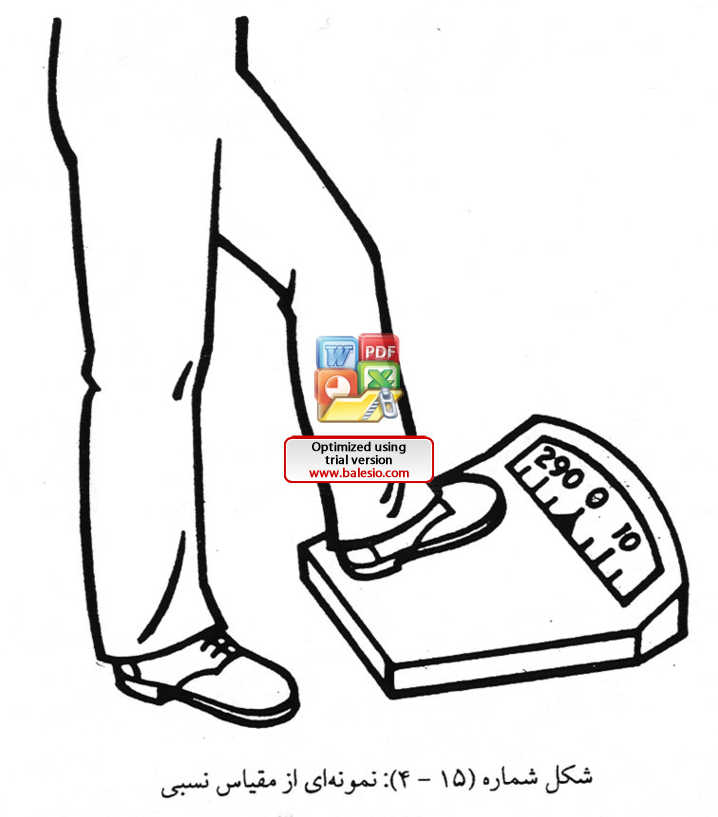 W
PDF
X
Optimized using
trial version
www.balesio.com
290 0 10
شکل شماره (۱۵ – ۴): نمونه‌ای از مقیاس نسبی